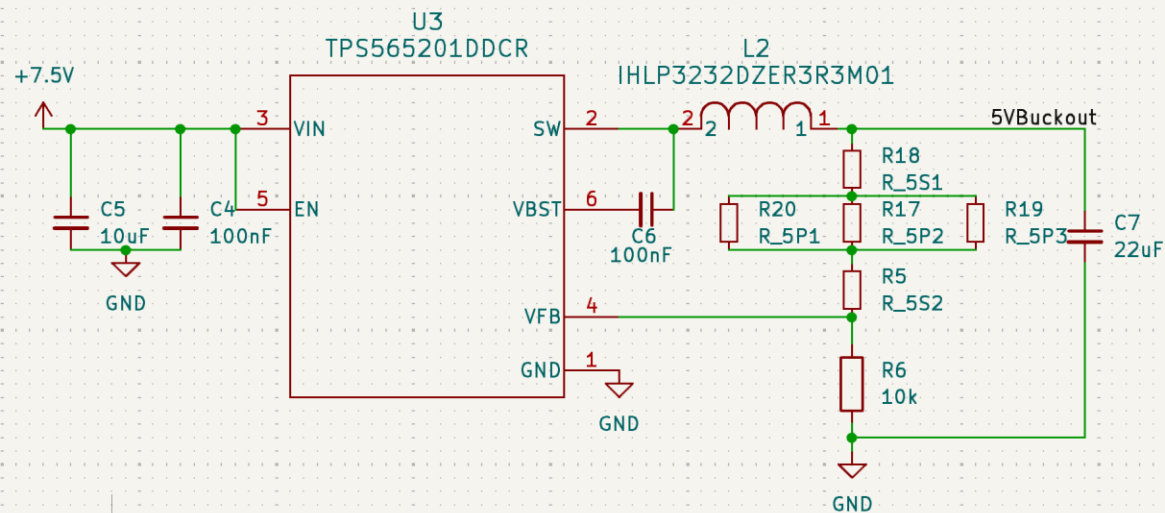 U3
TPS565201DDCR
+7.5V
L2
IHLP3232DZER3R3M01
3
VIN
SW
2
2
2
1
1
5VBuckout
R18
R_5S1
5
EN
VBST
6
C5
10uF
C4
100nF
C6
100nF
R20
R_5P1
R17
R_5P2
R19
R_5P3
C7
22uF
GND
R5
R_5S2
VFB
4
GND
1
GND
R6
10k
GND